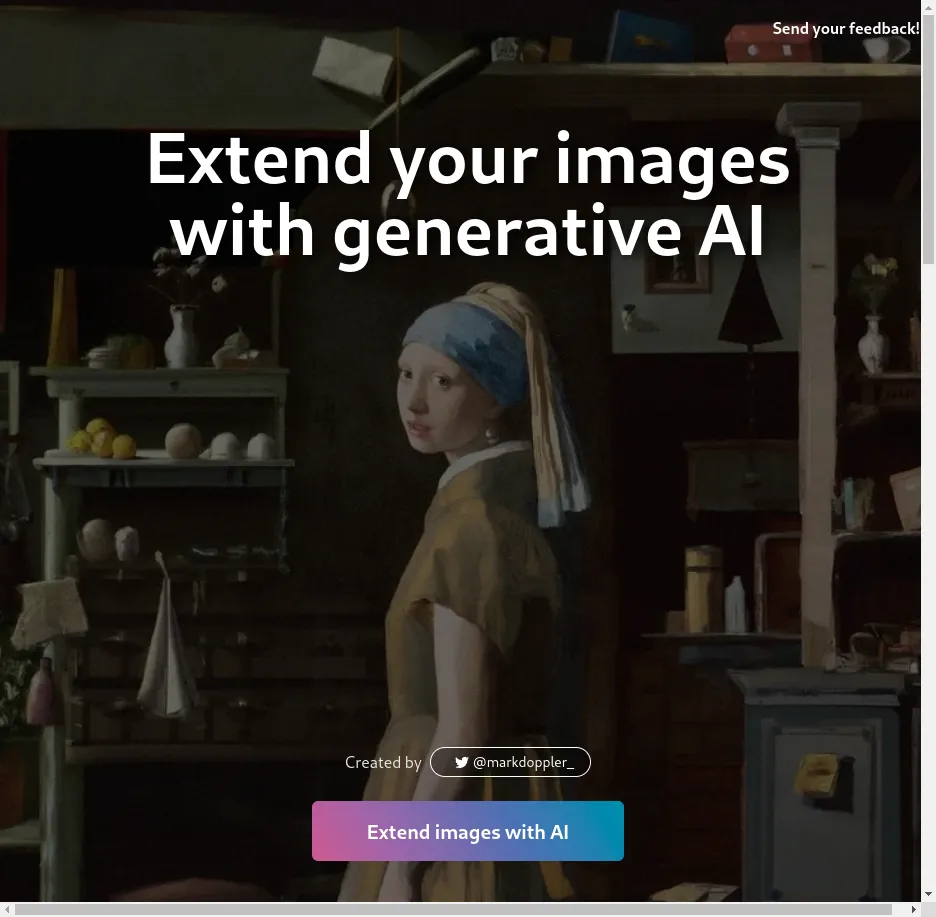 Send your feedback!
Extend your images
with generative AI
Created by @markdoppler_
Extend images with AI